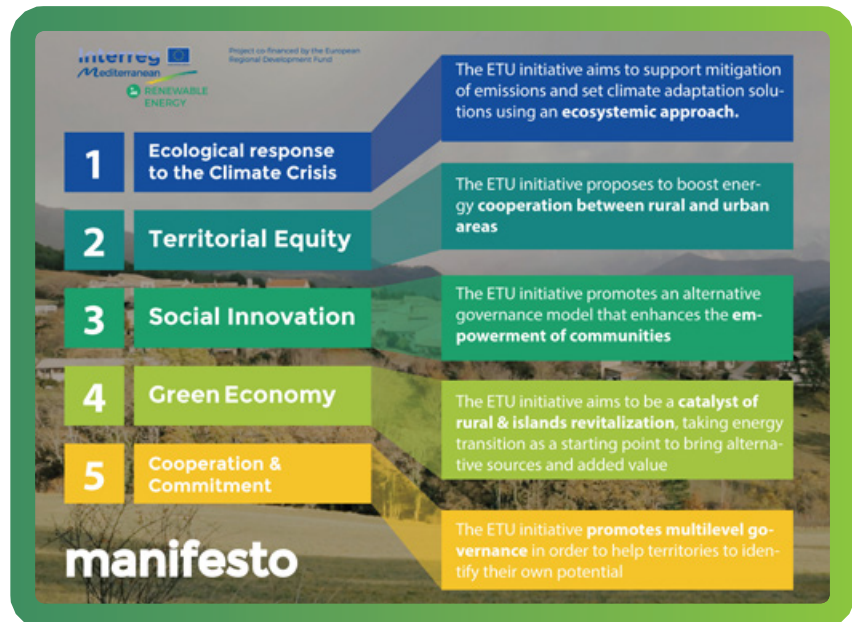 Interreg
Mediterranean
RENEWABLE
ENERGY
Project co-financed by the European
Regional Development Fund
1
Ecological response
to the Climate Crisis
The ETU initiative aims to support mitigation
of emissions and set climate adaptation solu-
tions using an ecosystemic approach.
2
Territorial Equity
The ETU initiative proposes to boost ener-
gy cooperation between rural and urban
areas
3
Social Innovation
The ETU initiative promotes an alternative
governance model that enhances the em-
powerment of communities
4
Green Economy
The ETU initiative aims to be a catalyst of
rural & islands revitalization, taking energy
transition as a starting point to bring alterna-
tive sources and added value
5
Cooperation &
Commitment
The ETU initiative promotes multilevel go-
vernance in order to help territories to iden-
tify their own potential
manifesto